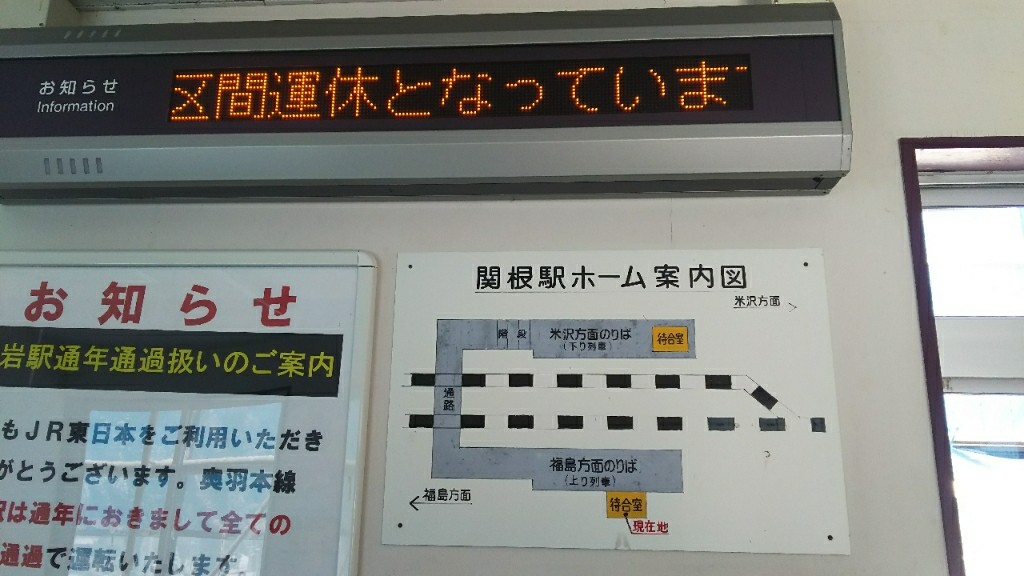 お知らせ
Information
区間運休となっていま
お知らせ
岩駅通年通過扱いのご案内
もJR東日本をご利用いただき
がとうございます。奥羽本線
駅は通年におきまして全ての
通過で運転いたします。
関根駅ホーム案内図
米沢方面
階段
米沢方面のりば
(下り列車)
待合室
通路
福島方面のりば
(上り列車)
福島方面
待合室
現在地